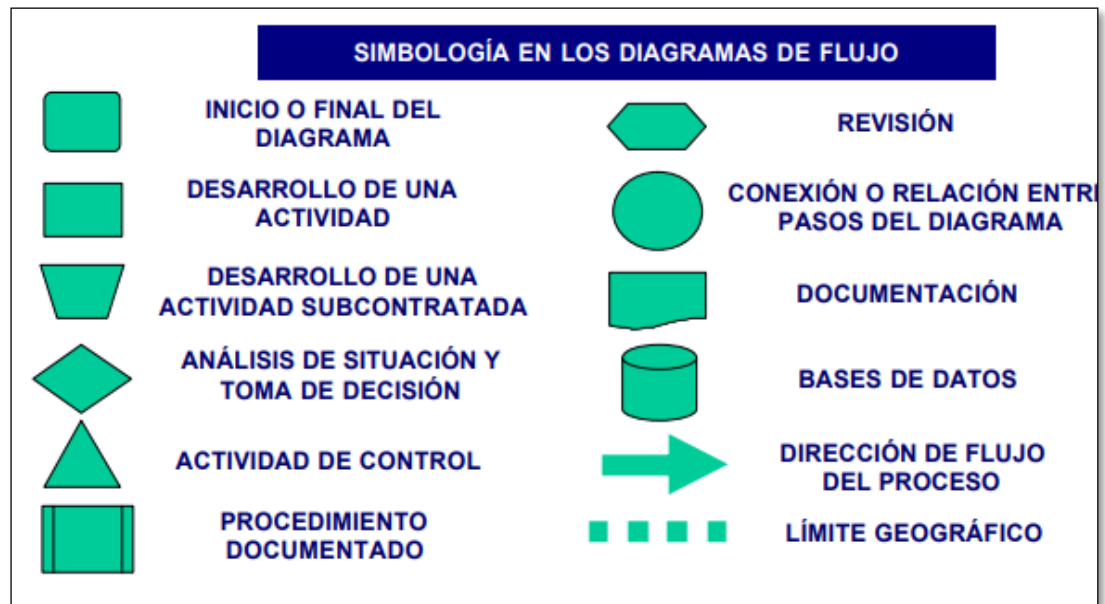 SIMBOLOGÍA EN LOS DIAGRAMAS DE FLUJO
INICIO O FINAL DEL
DIAGRAMA
DESARROLLO DE UNA
ACTIVIDAD
DESARROLLO DE UNA
ACTIVIDAD SUBCONTRATADA
ANÁLISIS DE SITUACIÓN Y
TOMA DE DECISIÓN
ACTIVIDAD DE CONTROL
PROCEDIMIENTO
DOCUMENTADO
REVISIÓN
CONEXIÓN O RELACIÓN ENTR
PASOS DEL DIAGRAMA
DOCUMENTACIÓN
BASES DE DATOS
DIRECCIÓN DE FLUJO
DEL PROCESO
LÍMITE GEOGRÁFICO